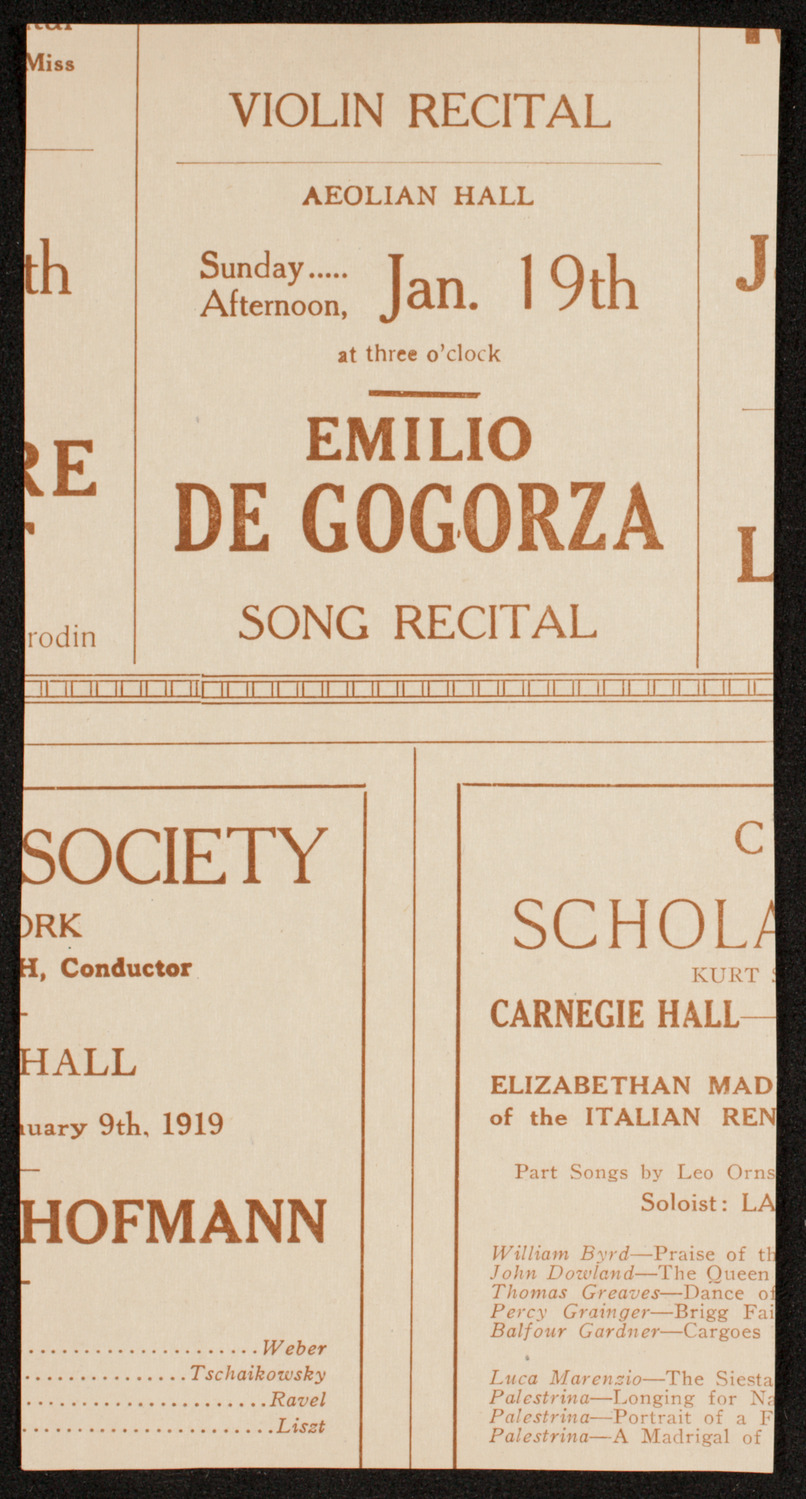 Miss
th
RE
rodin
VIOLIN RECITAL
AEOLIAN HALL
Sunday.....
Afternoon,
Jan. 19th
at three o'clock
EMILIO
DE GOGORZA
SONG RECITAL
J
L
SOCIETY
ORK
H, Conductor
HALL
uary 9th, 1919
HOFMANN
.....................Weber
...............Tschaikowsky
......................Ravel
.......................Liszt
C
SCHOLA
KURT S
CARNEGIE HALL—
ELIZABETHAN MAD
of the ITALIAN REN
Part Songs by Leo Orns
Soloist: LA
William Byrd—Praise of th
John Dowland—The Queen
Thomas Greaves—Dance of
Percy Grainger—Brigg Fai
Balfour Gardner—Cargoes
Luca Marenzio—The Siesta
Palestrina—Longing for Na
Palestrina—Portrait of a F
Palestrina—A Madrigal of